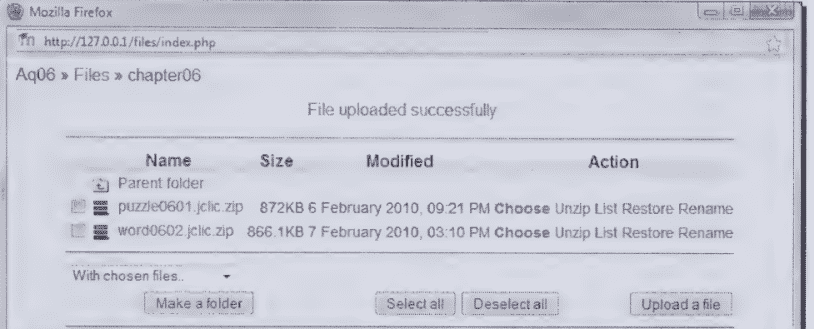 Mozilla Firefox
http://127.0.0.1/files/index.php
Aq06 » Files » chapter06
File uploaded successfully
Name Size Modified Action
Parent folder
puzzle0601.jclic.zip 872KB 6 February 2010, 09:21 PM Choose Unzip List Restore Rename
word0602.jclic.zip 866.1KB 7 February 2010, 03:10 PM Choose Unzip List Restore Rename
With chosen files..
Make a folder Select all Deselect all Upload a file